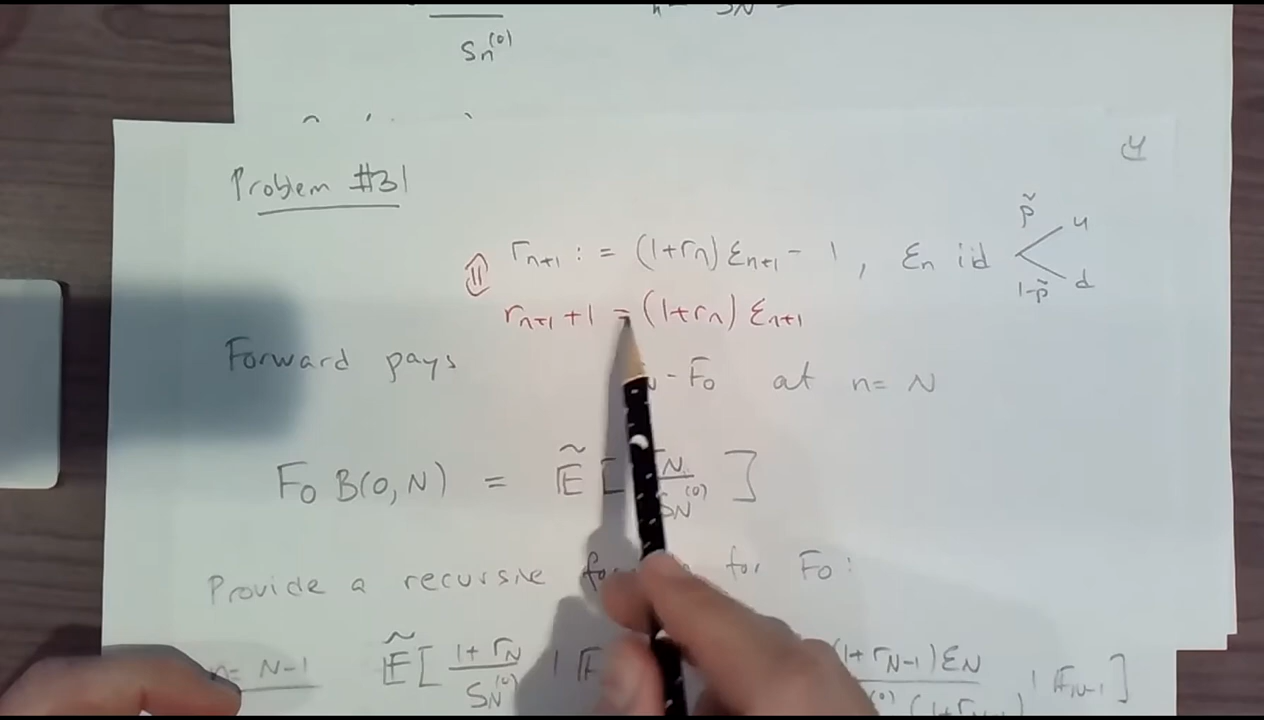 Sn^(0)
4
Problem #31
r_{n+1} := (1+r_n) ε_{n+1} - 1 , ε_n iid p̃ u
1-p̃ d
r_{n+1} + 1 = (1+r_n) ε_{n+1}
Forward pays - F_0 at n = N
F_0 B(0,N) = Ẽ [ ]
Provide a recursive for F_0 :
n = N-1 Ẽ [ (1 + r_N) / S_N^(0) | (1 + r_{N-1}) ε_N | F_{N-1} ]